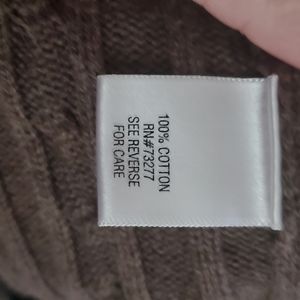 100% COTTON
RN#73277
SEE REVERSE
FOR CARE